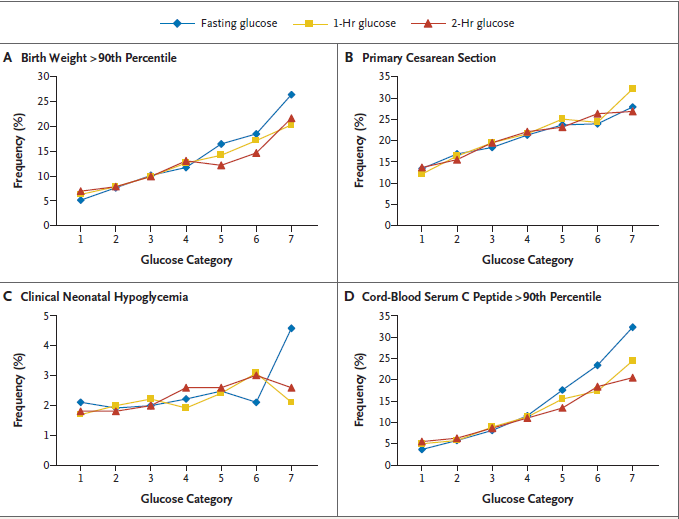 Fasting glucose 1-Hr glucose 2-Hr glucose
A Birth Weight >90th Percentile
30
25
20
15
10
5
0
Frequency (%)
1 2 3 4 5 6 7
Glucose Category
B Primary Cesarean Section
35
30
25
20
15
10
5
0
Frequency (%)
1 2 3 4 5 6 7
Glucose Category
C Clinical Neonatal Hypoglycemia
5
4
3
2
1
0
Frequency (%)
1 2 3 4 5 6 7
Glucose Category
D Cord-Blood Serum C Peptide >90th Percentile
35
30
25
20
15
10
5
0
Frequency (%)
1 2 3 4 5 6 7
Glucose Category